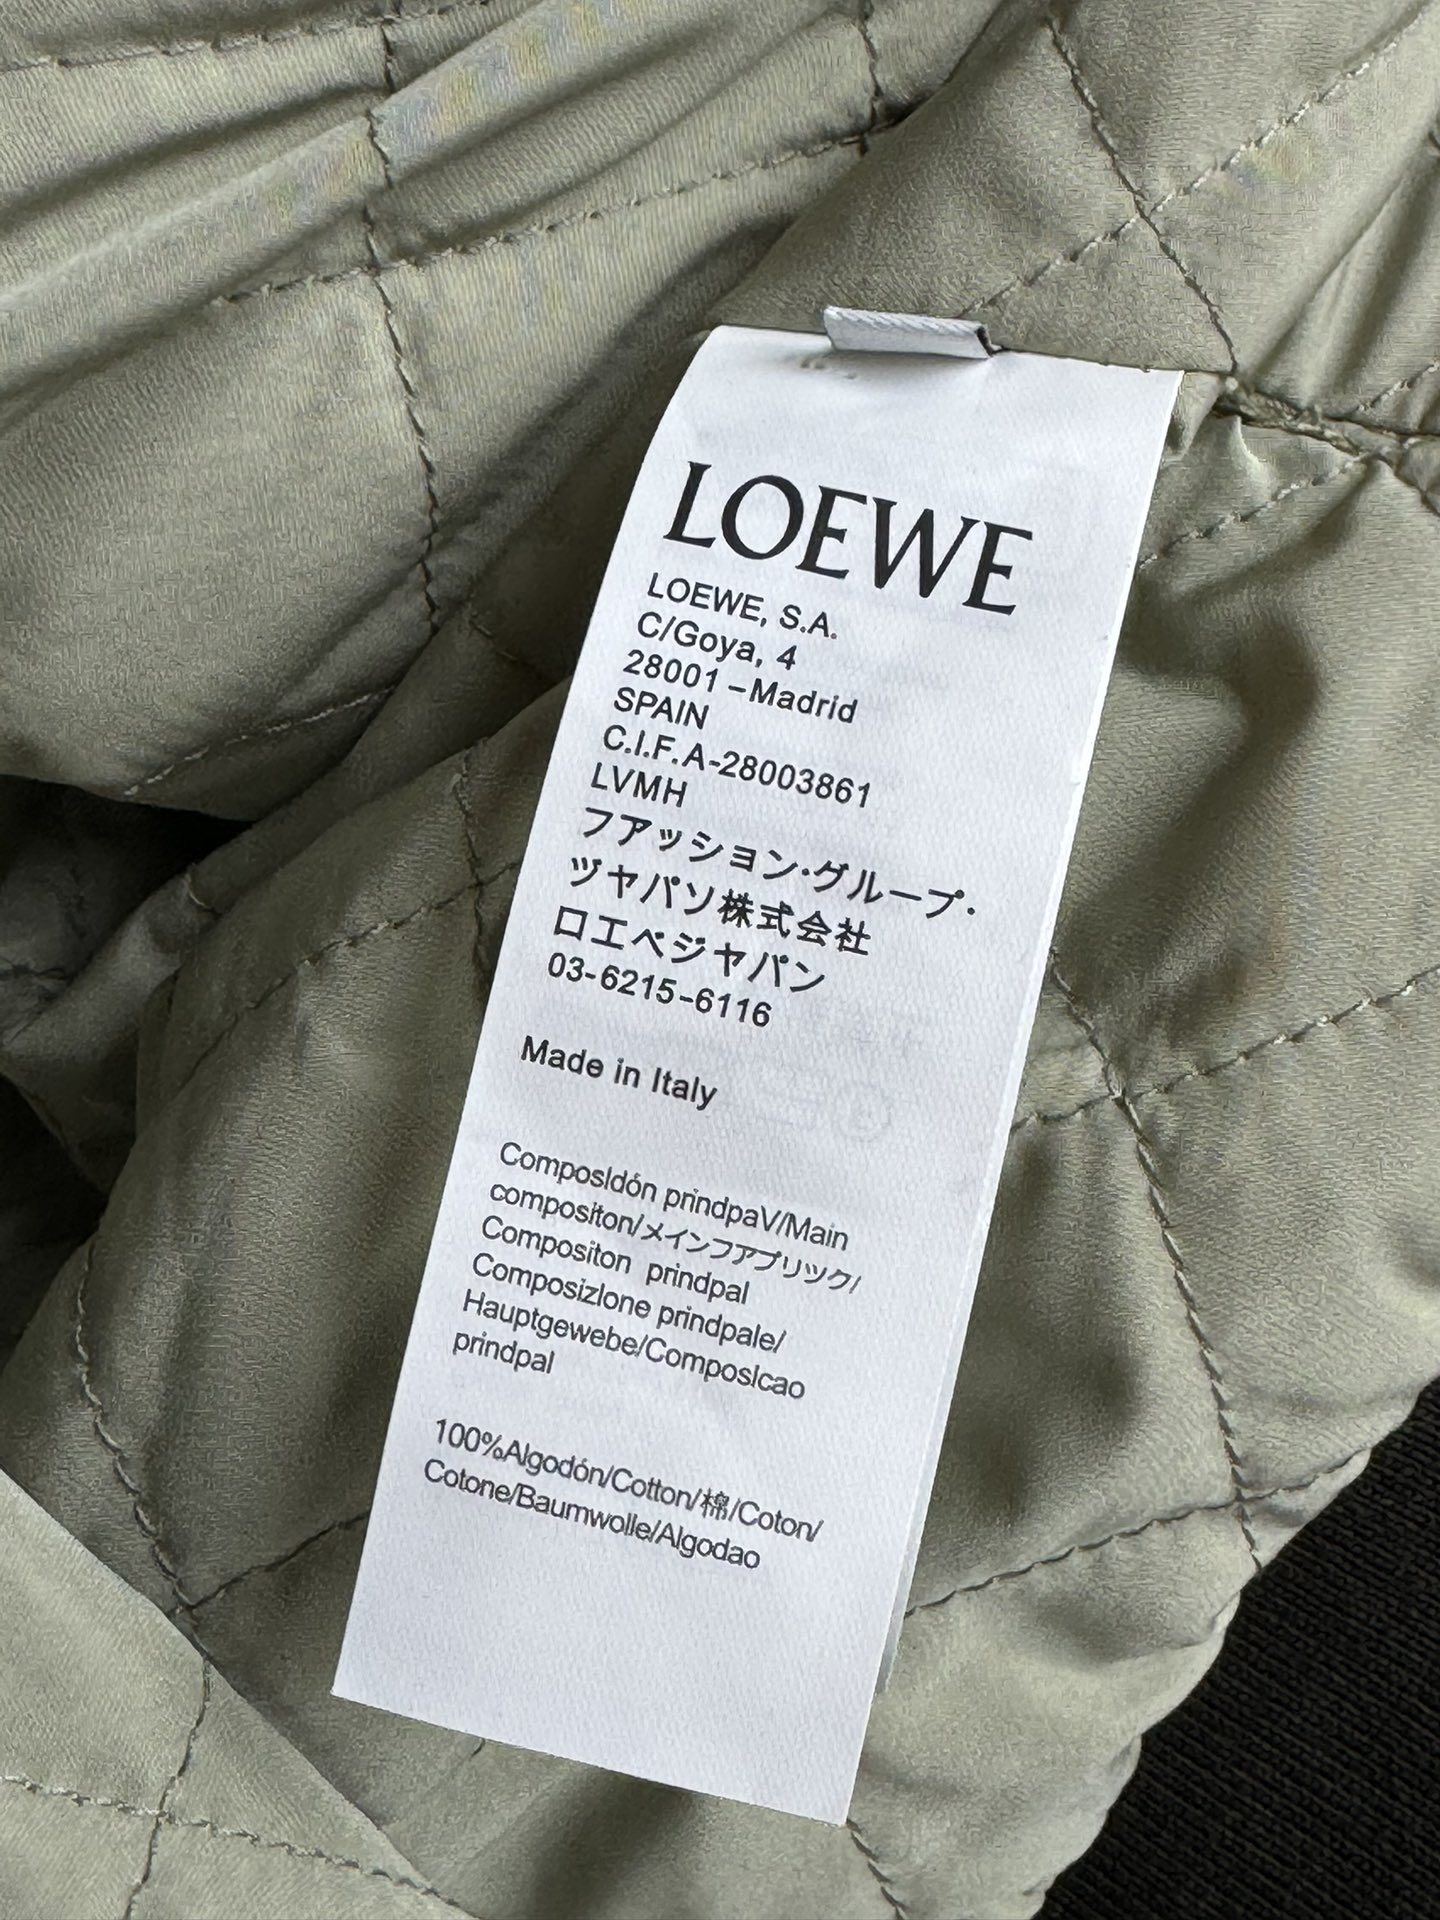 LOEWE
LOEWE, S.A.
C/Goya, 4
28001 -Madrid
SPAIN
C.I.F.A-28003861
LVMH
フアッション·グループ·
ヅヤパソ株式会社
ロエベジヤパン
03-6215-6116
Made in Italy
Composldón prindpaV/Main
compositon/メインフアプリツク/
Compositon prindpal
Composizlone prindpale/
Hauptgewebe/Composlcao
prindpal
100%Algodón/Cotton/棉/Coton/
Cotone/Baumwolle/Algodao